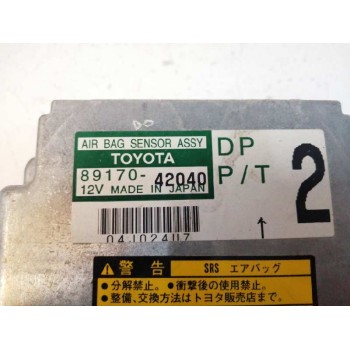 AIR BAG SENSOR ASSY
TOYOTA
89170-42040
12V MADE IN JAPAN
DP
P/T
2
04J024U7
警告
SRS エアバッグ
●分解禁止。●衝撃後の使用禁止。
●整備、交換方法はトヨタ販売店まで。